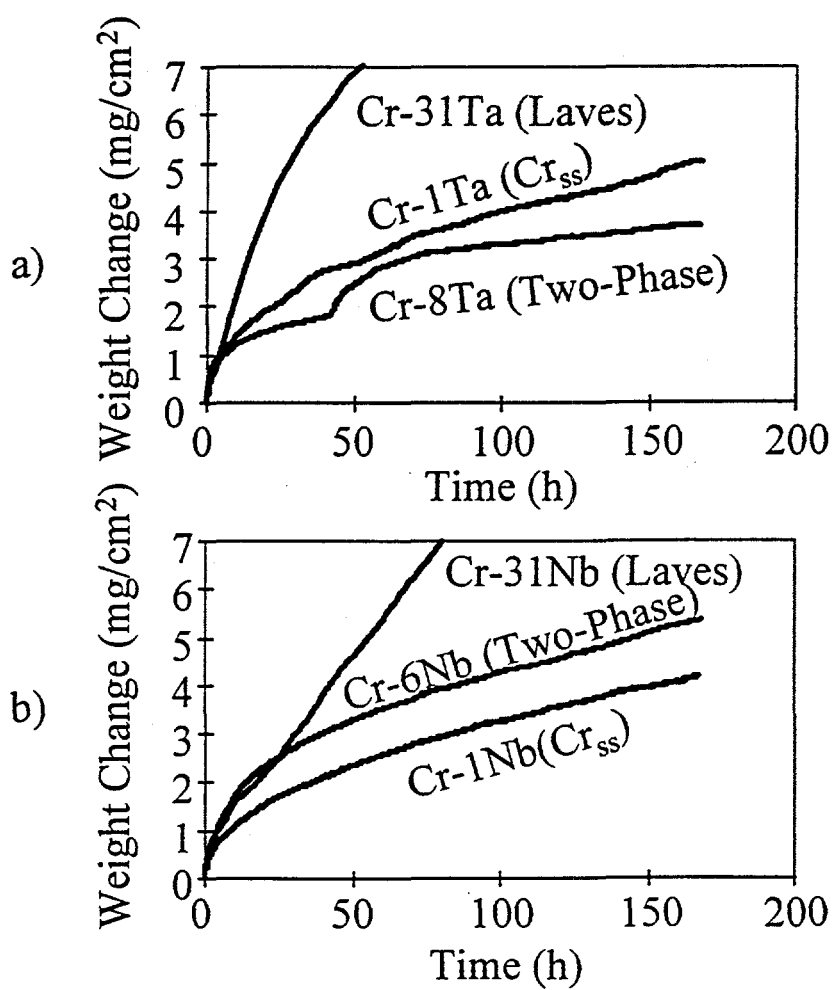 a)
Weight Change (mg/cm²)
7
6
5
4
3
2
1
0
Cr-31Ta (Laves)
Cr-1Ta (Crₛₛ)
Cr-8Ta (Two-Phase)
0 50 100 150 200
Time (h)
b)
Weight Change (mg/cm²)
7
6
5
4
3
2
1
0
Cr-31Nb (Laves)
Cr-6Nb (Two-Phase)
Cr-1Nb(Crₛₛ)
0 50 100 150 200
Time (h)